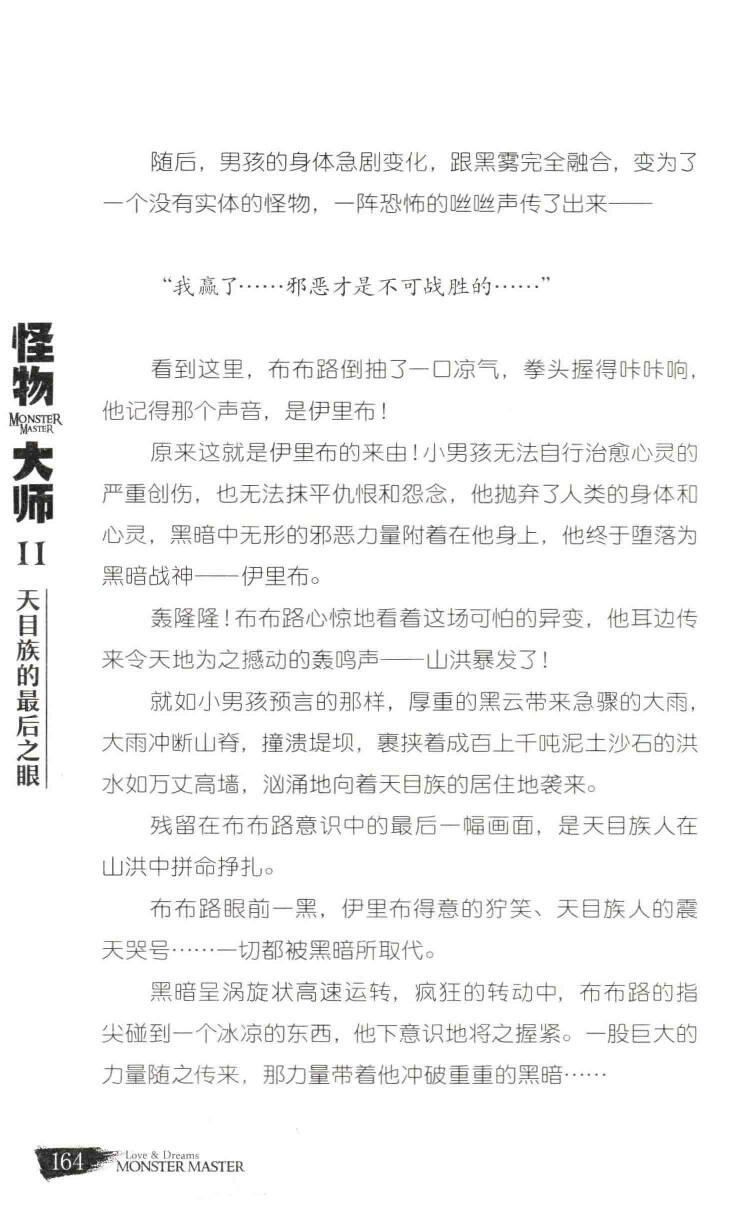 随后，男孩的身体急剧变化，跟黑雾完全融合，变为了
一个没有实体的怪物，一阵恐怖的咝咝声传了出来——
“我赢了……邪恶才是不可战胜的……”
看到这里，布布路倒抽了一口凉气，拳头握得咔咔响，
他记得那个声音，是伊里布！
原来这就是伊里布的来由！小男孩无法自行治愈心灵的
严重创伤，也无法抹平仇恨和怨念，他抛弃了人类的身体和
心灵，黑暗中无形的邪恶力量附着在他身上，他终于堕落为
黑暗战神——伊里布。
轰隆隆！布布路心惊地看着这场可怕的异变，他耳边传
来令天地为之撼动的轰鸣声——山洪暴发了！
就如小男孩预言的那样，厚重的黑云带来急骤的大雨，
大雨冲断山脊，撞溃堤坝，裹挟着成百上千吨泥土沙石的洪
水如万丈高墙，汹涌地向着天目族的居住地袭来。
残留在布布路意识中的最后一幅画面，是天目族人在
山洪中拼命挣扎。
布布路眼前一黑，伊里布得意的狞笑、天目族人的震
天哭号……一切都被黑暗所取代。
黑暗呈涡旋状高速运转，疯狂的转动中，布布路的指
尖碰到一个冰凉的东西，他下意识地将之握紧。一股巨大的
力量随之传来，那力量带着他冲破重重的黑暗……
怪物
MONSTER
MASTER
大师
II
天目族的最后之眼
164
Love & Dreams
MONSTER MASTER